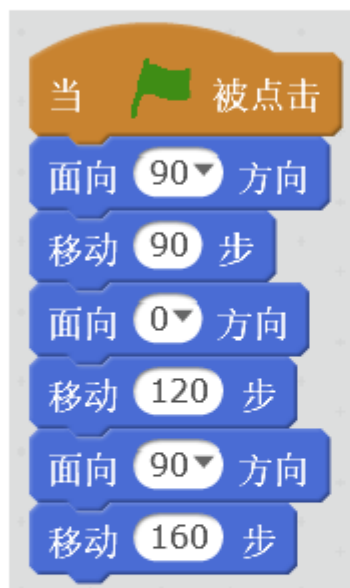 当 被点击
面向 90 方向
移动 90 步
面向 0 方向
移动 120 步
面向 90 方向
移动 160 步